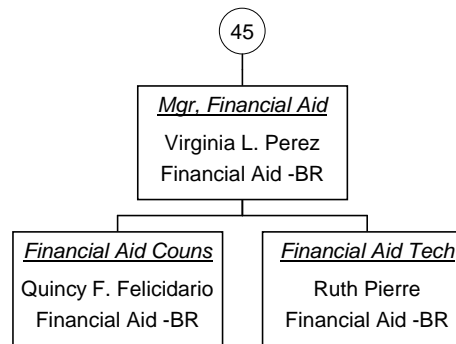 45
Mgr, Financial Aid
Virginia L. Perez
Financial Aid -BR
Financial Aid Couns
Quincy F. Felicidario
Financial Aid -BR
Financial Aid Tech
Ruth Pierre
Financial Aid -BR